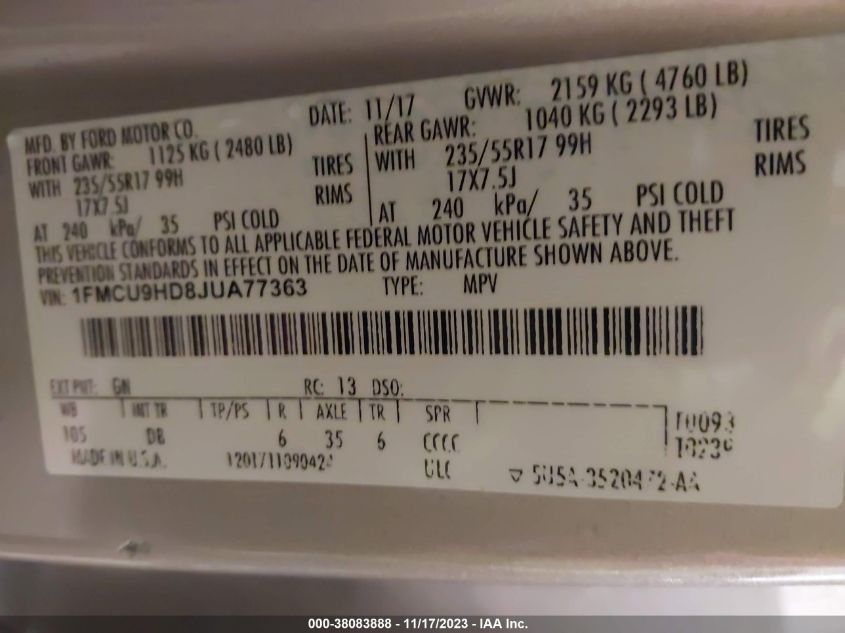 MFD. BY FORD MOTOR CO.
DATE: 11/17
GVWR: 2159 KG ( 4760 LB)
FRONT GAWR: 1125 KG ( 2480 LB)
REAR GAWR: 1040 KG ( 2293 LB)
WITH 235/55R17 99H TIRES
WITH 235/55R17 99H TIRES
17X7.5J RIMS
17X7.5J RIMS
AT 240 kPa/ 35 PSI COLD
AT 240 kPa/ 35 PSI COLD
THIS VEHICLE CONFORMS TO ALL APPLICABLE FEDERAL MOTOR VEHICLE SAFETY AND THEFT
PREVENTION STANDARDS IN EFFECT ON THE DATE OF MANUFACTURE SHOWN ABOVE.
VIN: 1FMCU9HD8JUA77363 TYPE: MPV
EXT PNT: GN RC: 13 DSO:
WB INT TR TP/PS R AXLE TR SPR
105 DB 6 35 6 CCCC
MADE IN U.S.A.
T0093
000-38083888 - 11/17/2023 - IAA Inc.